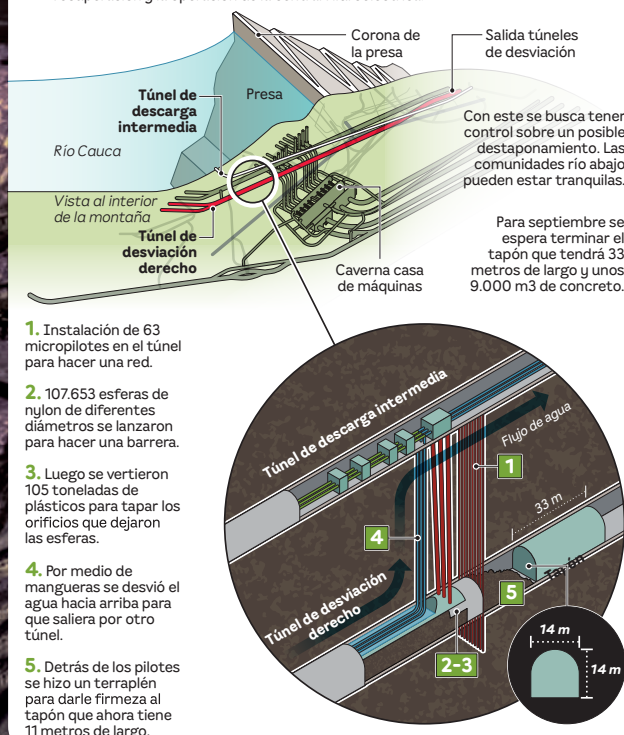 Corona de
la presa
Salida túneles
de desviación
Túnel de
descarga
intermedia
Presa
Río Cauca
Con este se busca tener
control sobre un posible
destaponamiento. Las
comunidades río abajo
pueden estar tranquilas.
Vista al interior
de la montaña
Túnel de
desviación
derecho
Caverna casa
de máquinas
Para septiembre se
espera terminar el
tapón que tendrá 33
metros de largo y unos
9.000 m3 de concreto.
1. Instalación de 63
micropilotes en el túnel
para hacer una red.
2. 107.653 esferas de
nylon de diferentes
diámetros se lanzaron
para hacer una barrera.
3. Luego se vertieron
105 toneladas de
plásticos para tapar los
orificios que dejaron
las esferas.
4. Por medio de
mangueras se desvió el
agua hacia arriba para
que saliera por otro
túnel.
5. Detrás de los pilotes
se hizo un terraplén
para darle firmeza al
tapón que ahora tiene
11 metros de largo.
Túnel de descarga intermedia
Flujo de agua
1
33 m
4
5
Túnel de desviación
derecho
2-3
14 m
14 m